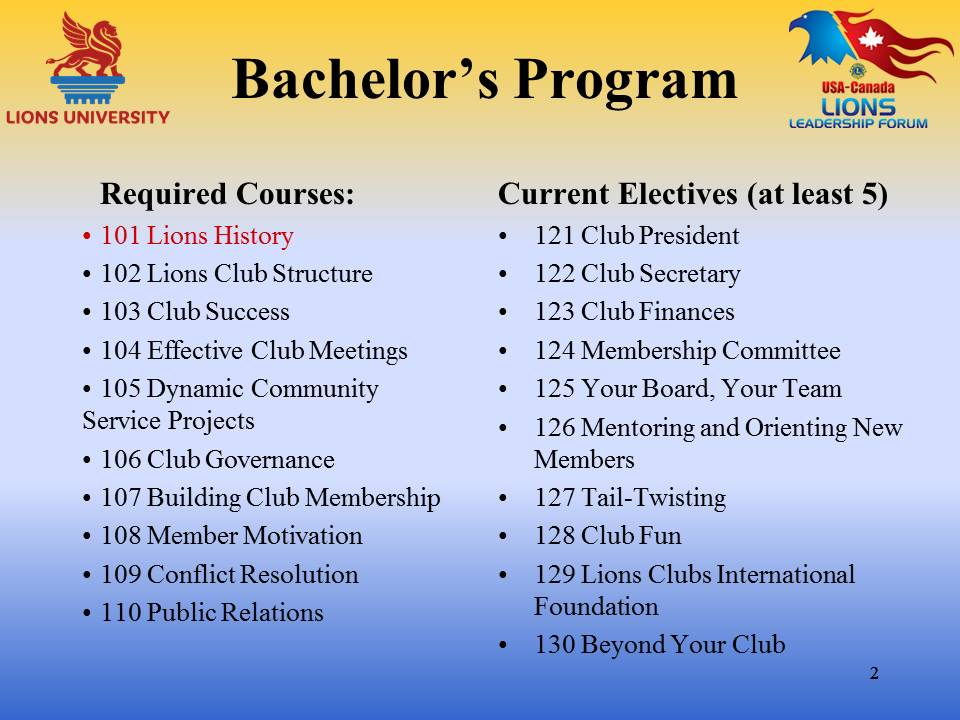 Bachelor’s Program
LIONS UNIVERSITY
USA-Canada
LIONS
LEADERSHIP FORUM
Required Courses:
• 101 Lions History
• 102 Lions Club Structure
• 103 Club Success
• 104 Effective Club Meetings
• 105 Dynamic Community
Service Projects
• 106 Club Governance
• 107 Building Club Membership
• 108 Member Motivation
• 109 Conflict Resolution
• 110 Public Relations
Current Electives (at least 5)
• 121 Club President
• 122 Club Secretary
• 123 Club Finances
• 124 Membership Committee
• 125 Your Board, Your Team
• 126 Mentoring and Orienting New
Members
• 127 Tail-Twisting
• 128 Club Fun
• 129 Lions Clubs International
Foundation
• 130 Beyond Your Club
2